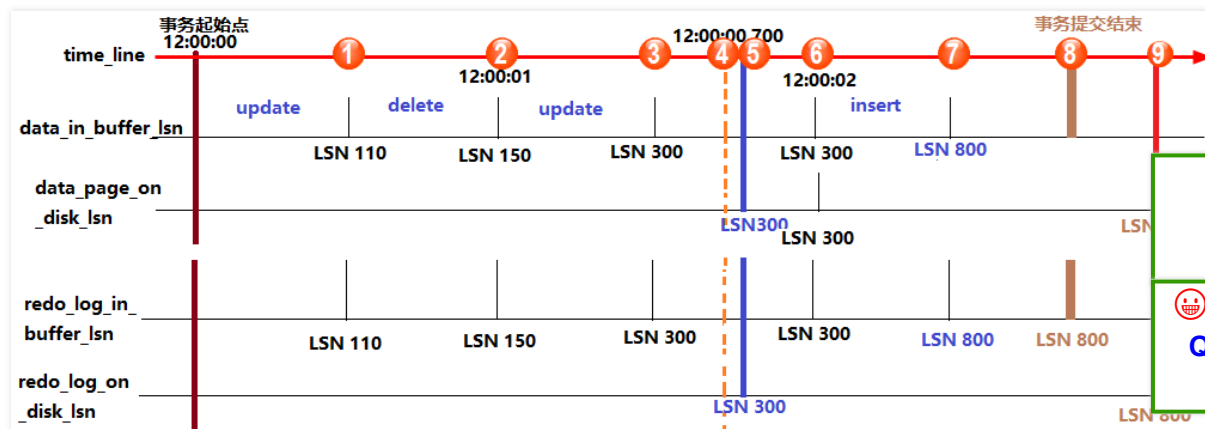 事务起始点
12:00:00
12:00:00 700
事务提交结束
time_line
1 2 3 4 5 6 7 8 9
12:00:01
12:00:02
update delete update insert
data_in_buffer_lsn
LSN 110 LSN 150 LSN 300 LSN 300 LSN 800
data_page_on
_disk_lsn
LSN300
LSN 300
LSN
redo_log_in_
buffer_lsn
LSN 110 LSN 150 LSN 300 LSN 300 LSN 800 LSN 800
Q
redo_log_on
_disk_lsn
LSN 300
LSN 800